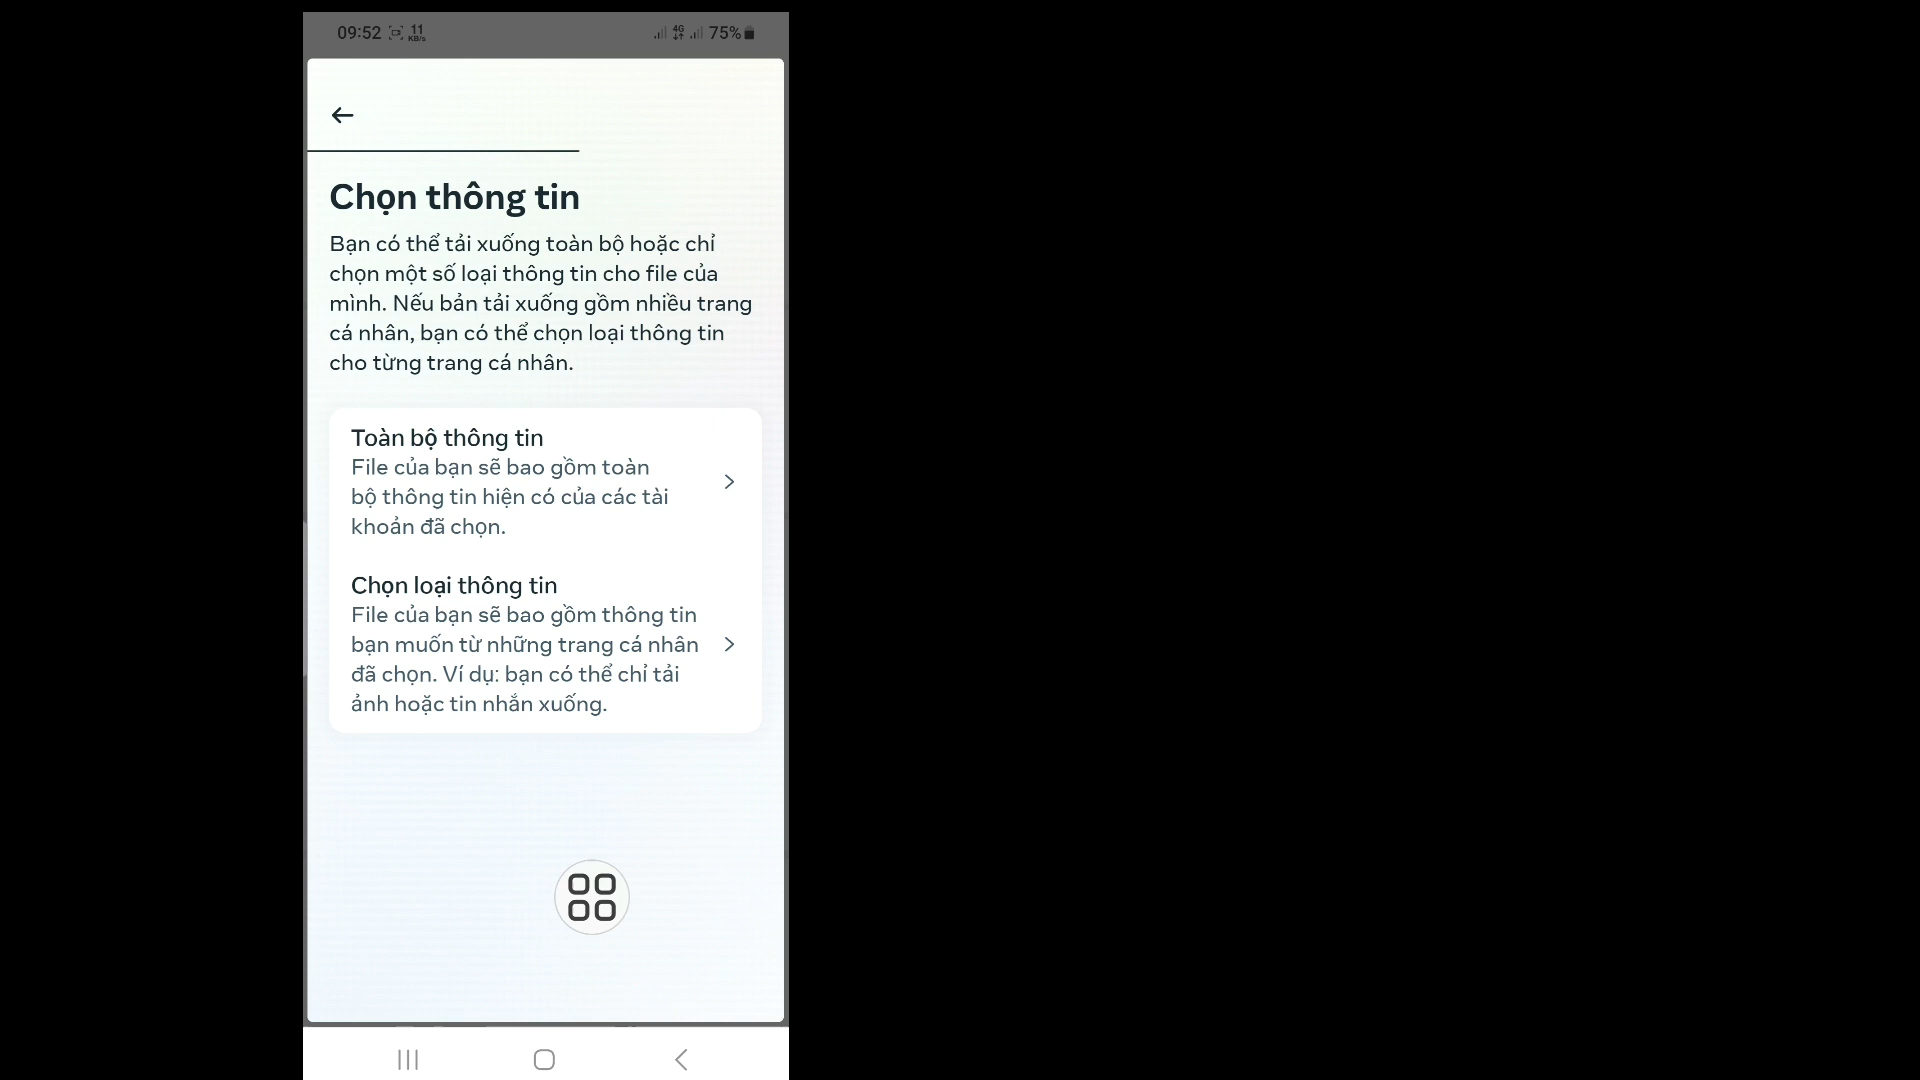 09:52 11 KB/s 4G 75%
Chọn thông tin
Bạn có thể tải xuống toàn bộ hoặc chỉ
chọn một số loại thông tin cho file của
mình. Nếu bản tải xuống gồm nhiều trang
cá nhân, bạn có thể chọn loại thông tin
cho từng trang cá nhân.
Toàn bộ thông tin
File của bạn sẽ bao gồm toàn
bộ thông tin hiện có của các tài
khoản đã chọn.
Chọn loại thông tin
File của bạn sẽ bao gồm thông tin
bạn muốn từ những trang cá nhân
đã chọn. Ví dụ: bạn có thể chỉ tải
ảnh hoặc tin nhắn xuống.